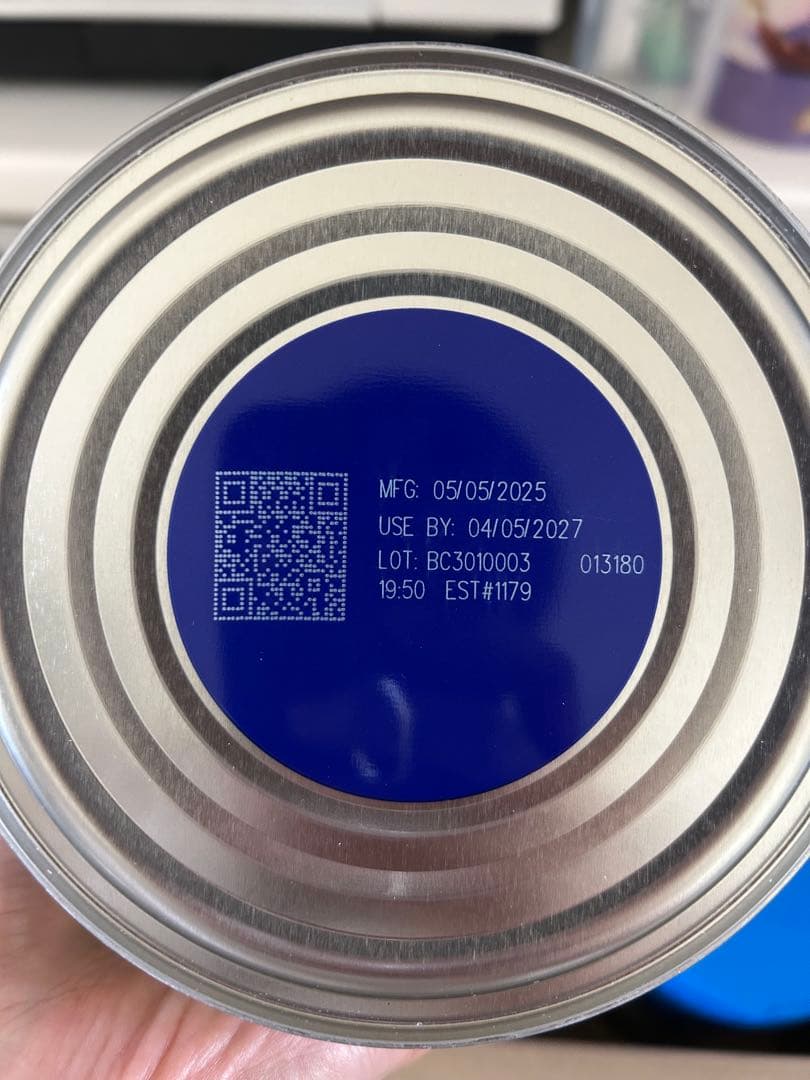 MFG: 05/05/2025
USE BY: 04/05/2027
LOT: BC3010003 013180
19:50 EST#1179